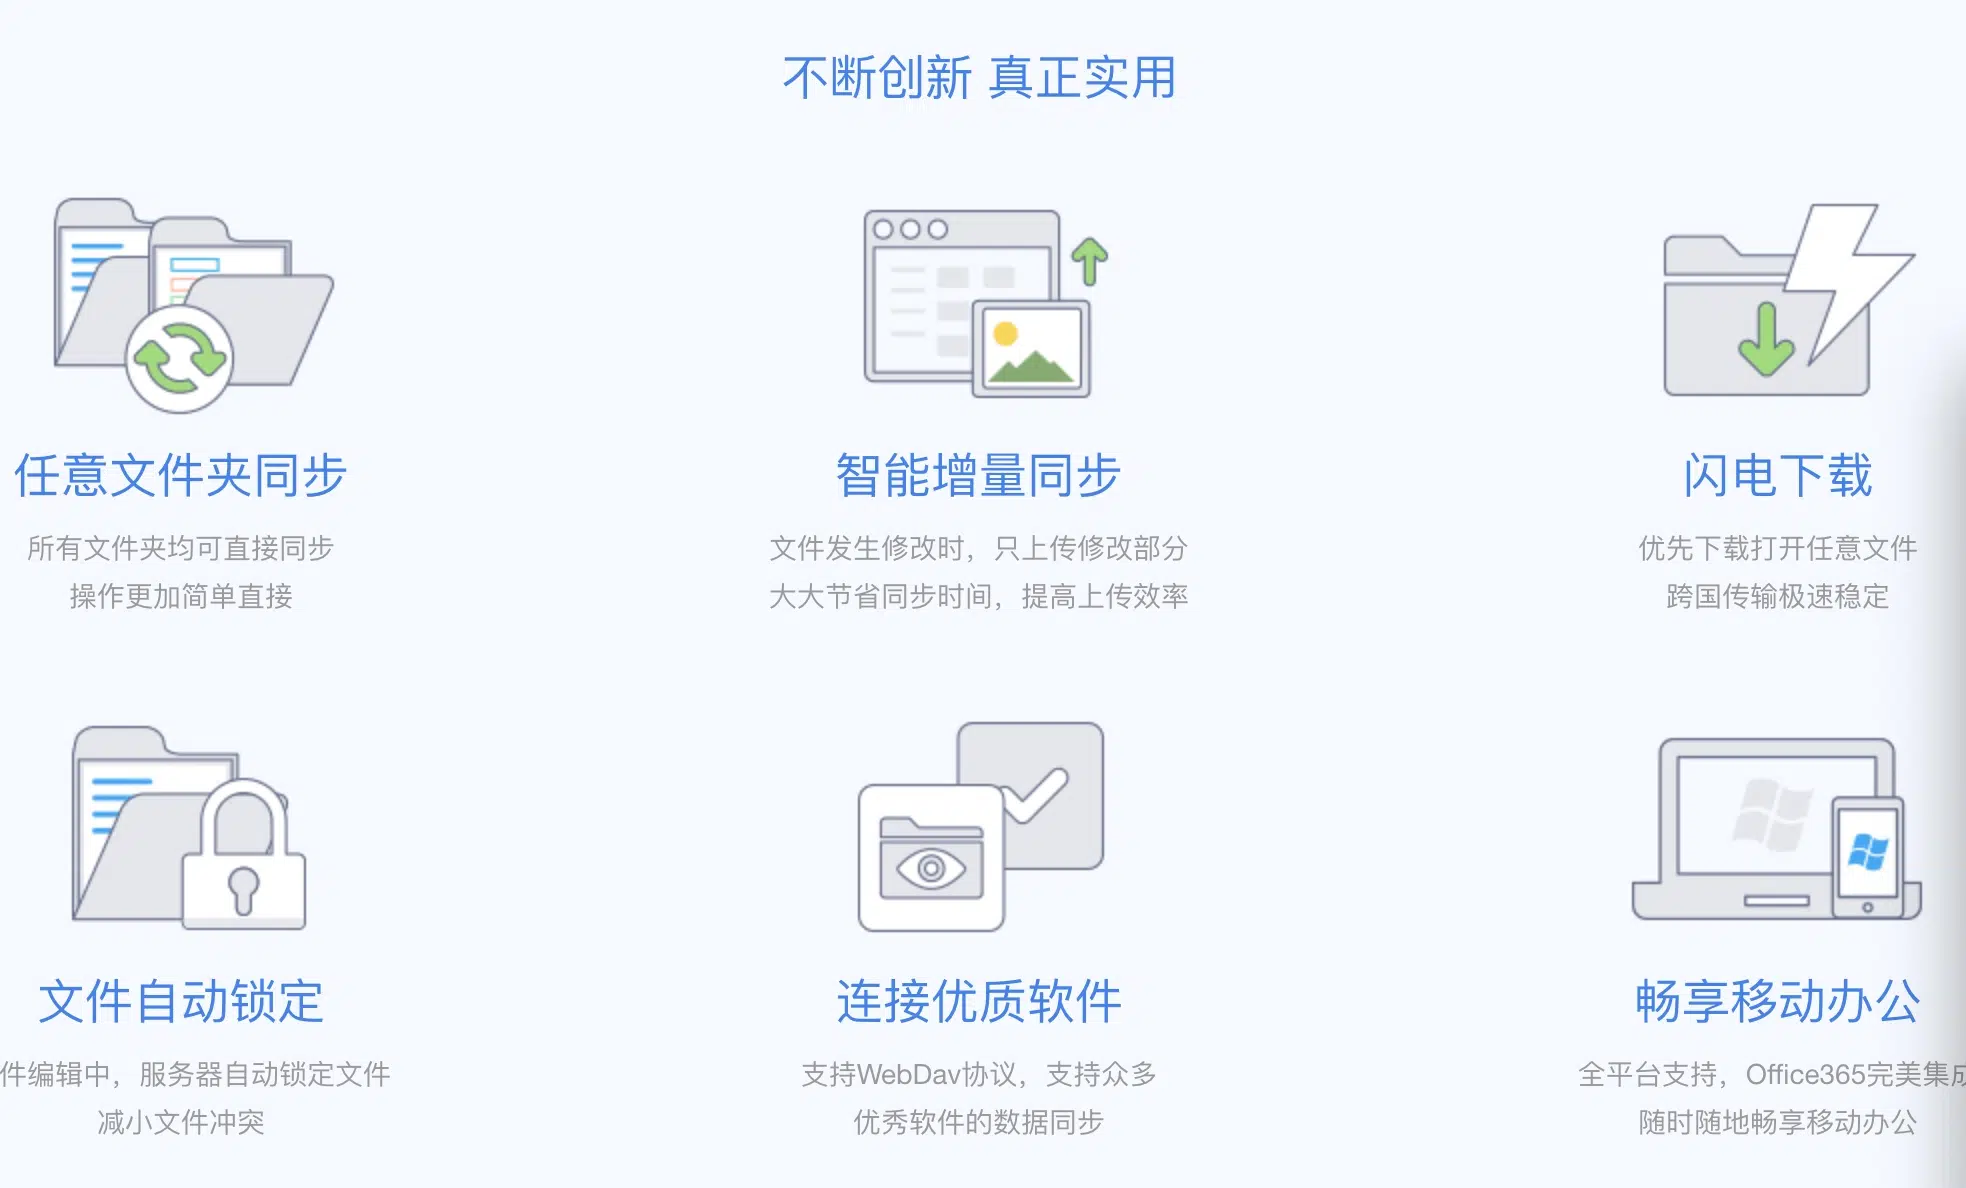 不断创新 真正实用
任意文件夹同步
所有文件夹均可直接同步
操作更加简单直接
智能增量同步
文件发生修改时，只上传修改部分
大大节省同步时间，提高上传效率
闪电下载
优先下载打开任意文件
跨国传输极速稳定
文件自动锁定
件编辑中，服务器自动锁定文件
减小文件冲突
连接优质软件
支持WebDav协议，支持众多
优秀软件的数据同步
畅享移动办公
全平台支持，Office365完美集成
随时随地畅享移动办公